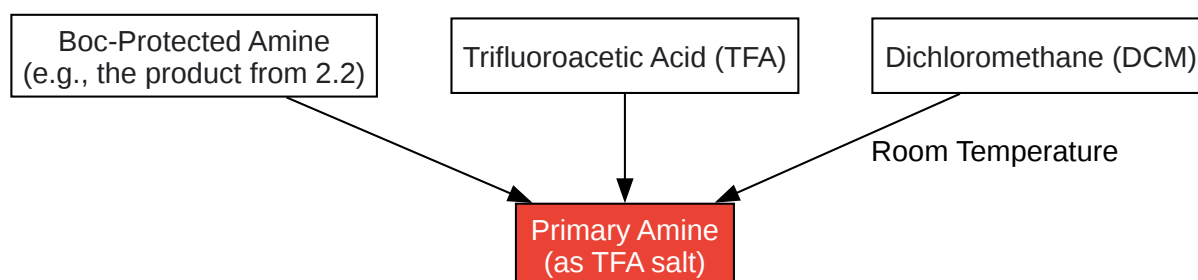 Boc-Protected Amine
(e.g., the product from 2.2)
Trifluoroacetic Acid (TFA)
Dichloromethane (DCM)
Room Temperature
Primary Amine
(as TFA salt)